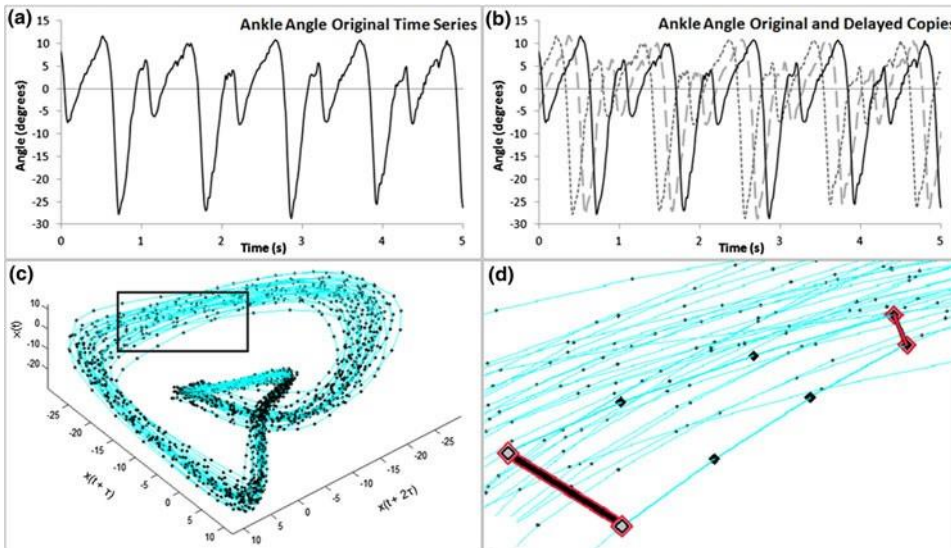 (a)
Ankle Angle Original Time Series
Angle (degrees)
15
10
5
0
-5
-10
-15
-20
-25
-30
0 1 2 3 4 5
Time (s)
(b)
Ankle Angle Original and Delayed Copies
Angle (degrees)
15
10
5
0
-5
-10
-15
-20
-25
-30
0 1 2 3 4 5
Time (s)
(c)
x(t)
10
0
-10
-20
-25
-20
-15
-10
-5
0
5
10
x(t+ τ)
10
5
0
-5
-10
-15
-20
-25
x(t+ 2τ)
(d)